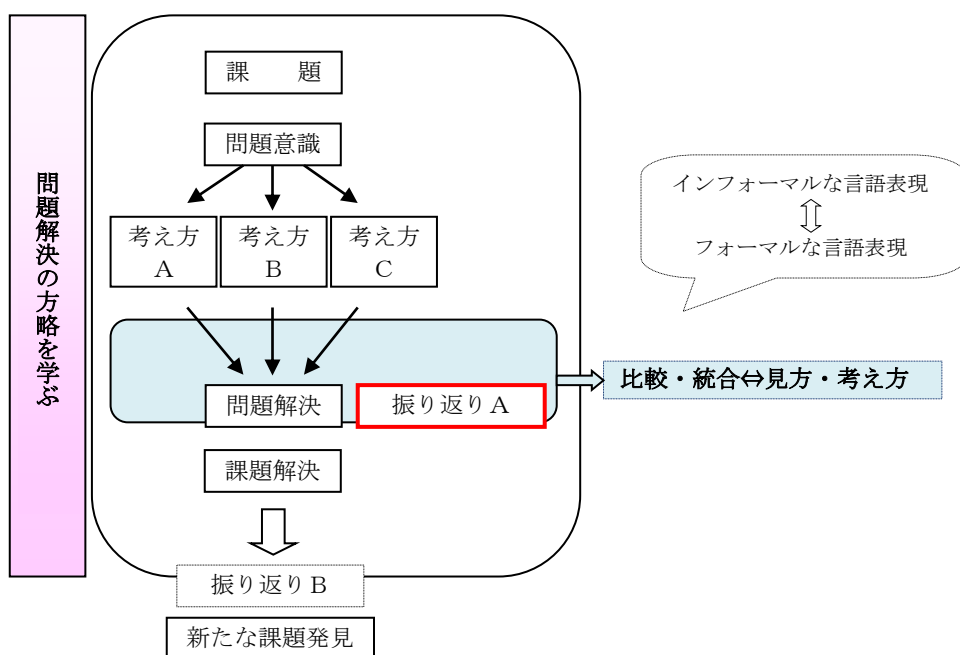 問題解決の方略を学ぶ
課　　題
問題意識
考え方
A
考え方
B
考え方
C
インフォーマルな言語表現
フォーマルな言語表現
問題解決
振り返りA
比較・統合⇔見方・考え方
課題解決
振り返りB
新たな課題発見